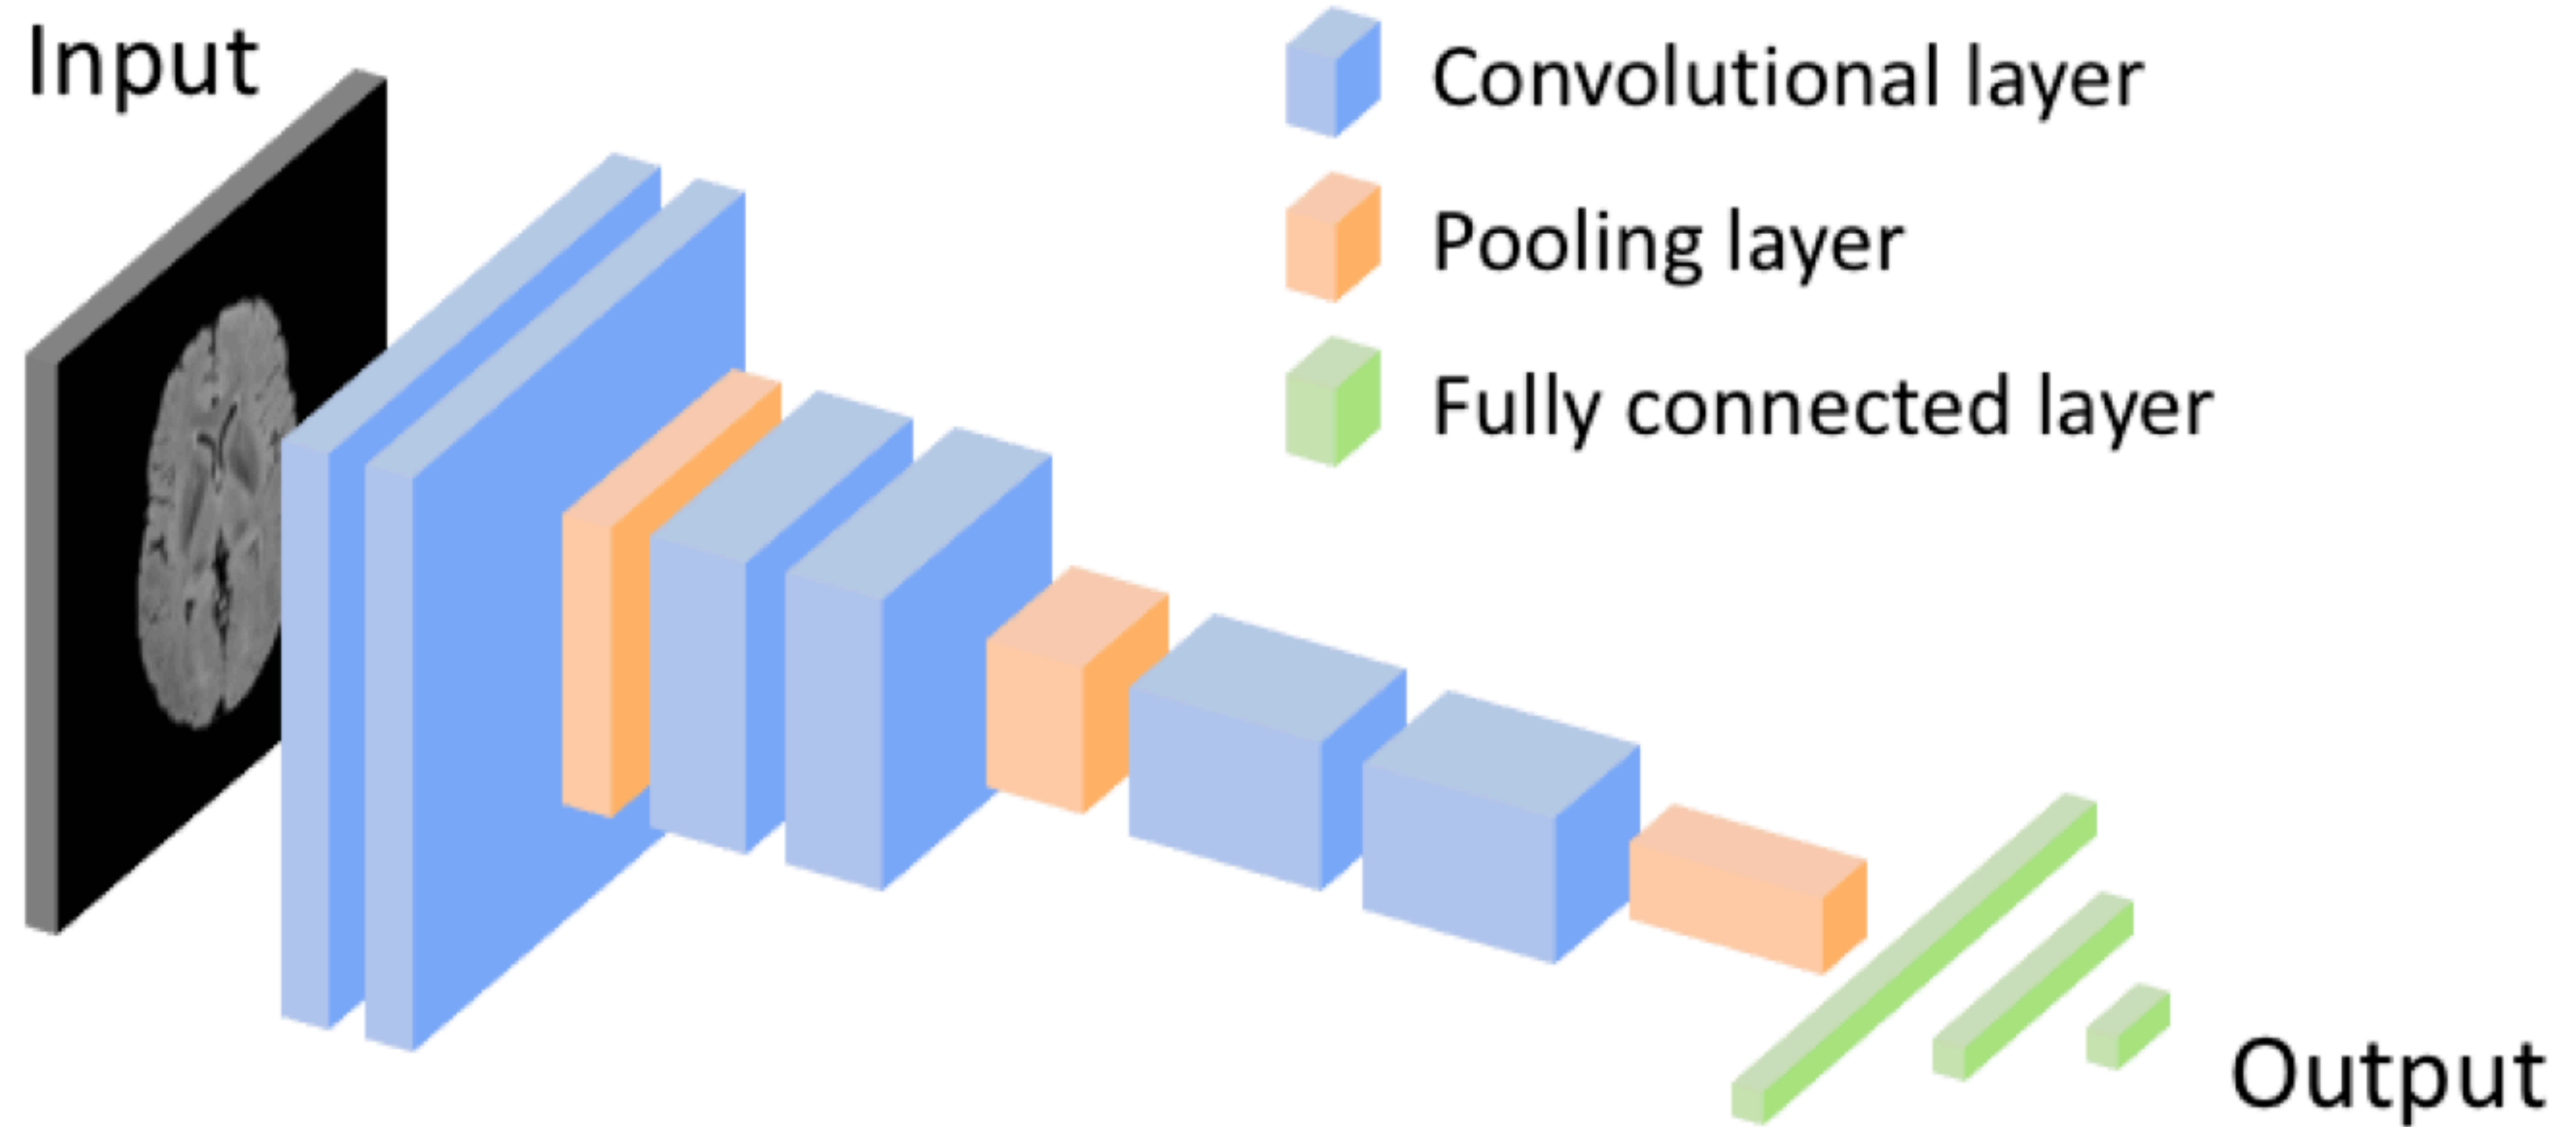 Input
Convolutional layer
Pooling layer
Fully connected layer
Output